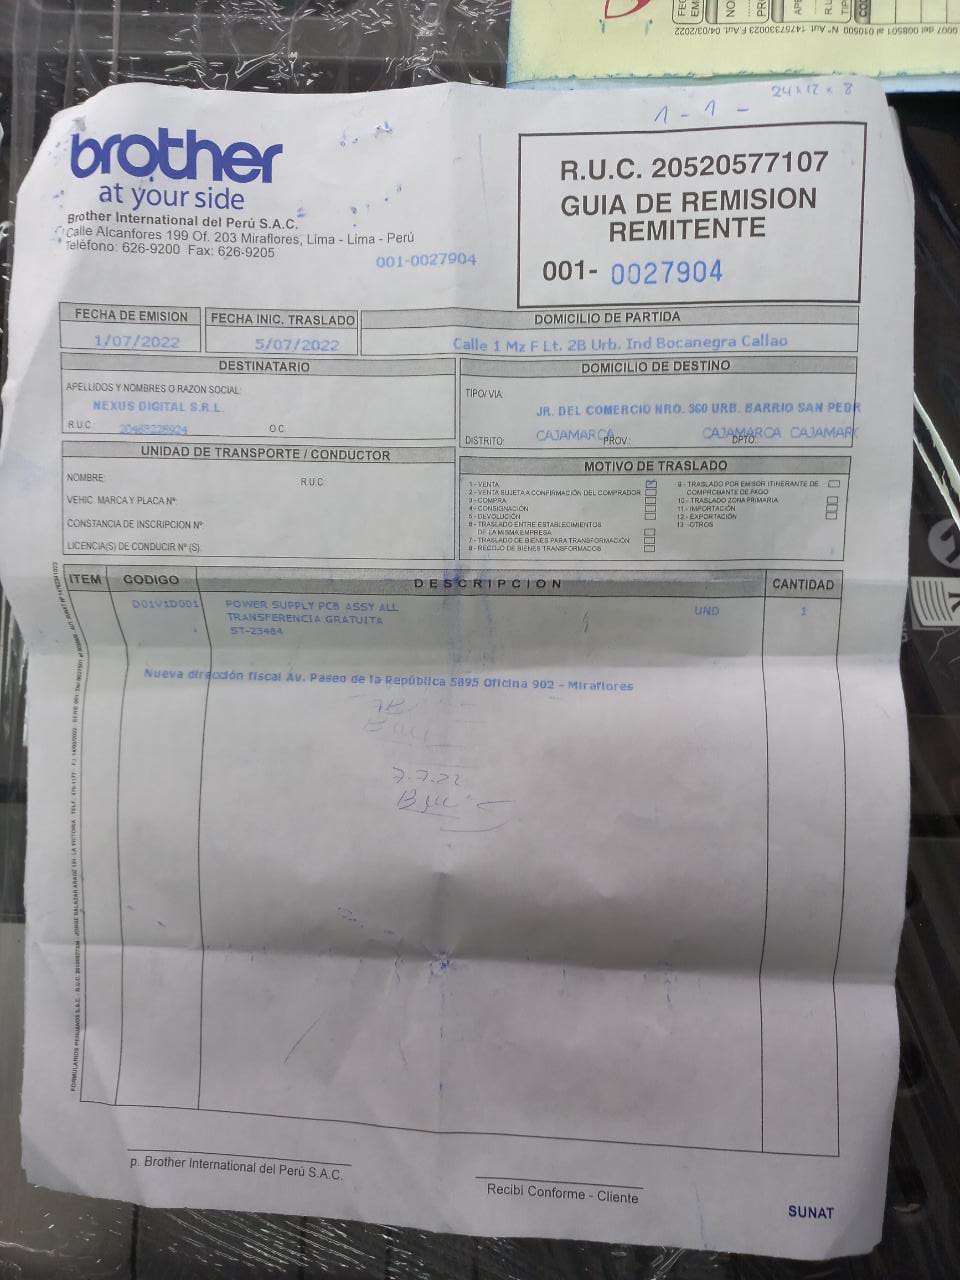 24 x 12 x 8
1 - 1 -
brother
at your side
Brother International del Perú S.A.C.
Calle Alcanfores 199 Of. 203 Miraflores, Lima - Lima - Perú
Teléfono: 626-9200 Fax: 626-9205
001-0027904
R.U.C. 20520577107
GUIA DE REMISION
REMITENTE
001- 0027904
FECHA DE EMISION
1/07/2022
FECHA INIC. TRASLADO
5/07/2022
DOMICILIO DE PARTIDA
Calle 1 Mz F Lt. 2B Urb. Ind Bocanegra Callao
DESTINATARIO
APELLIDOS Y NOMBRES O RAZON SOCIAL:
NEXUS DIGITAL S.R.L.
R.U.C. O.C.
DOMICILIO DE DESTINO
TIPO/VIA:
JR. DEL COMERCIO NRO. 360 URB. BARRIO SAN PEDR
DISTRITO: CAJAMARCA PROV: CAJAMARCA DPTO: CAJAMARK
UNIDAD DE TRANSPORTE / CONDUCTOR
NOMBRE: R.U.C:
VEHIC. MARCA Y PLACA Nº:
CONSTANCIA DE INSCRIPCION Nº
LICENCIA(S) DE CONDUCIR Nº (S)
MOTIVO DE TRASLADO
1 - VENTA
2 - VENTA SUJETA A CONFIRMACIÓN DEL COMPRADOR
3 - COMPRA
4 - CONSIGNACIÓN
5 - DEVOLUCIÓN
6 - TRASLADO ENTRE ESTABLECIMIENTOS
DE LA MISMA EMPRESA
7 - TRASLADO DE BIENES PARA TRANSFORMACIÓN
8 - RECOJO DE BIENES TRANSFORMADOS
9 - TRASLADO POR EMISOR ITINERANTE DE
COMPROBANTE DE PAGO
10 - TRASLADO ZONA PRIMARIA
11 - IMPORTACIÓN
12 - EXPORTACIÓN
13 - OTROS
ITEM CODIGO DESCRIPCION CANTIDAD
D01V1D001 POWER SUPPLY PCB ASSY ALL UND 1
TRANSFERENCIA GRATUITA
ST-23484
Nueva dirección fiscal Av. Paseo de la República 5895 Oficina 902 - Miraflores
7.7.22
p. Brother International del Perú S.A.C.
Recibí Conforme - Cliente
SUNAT